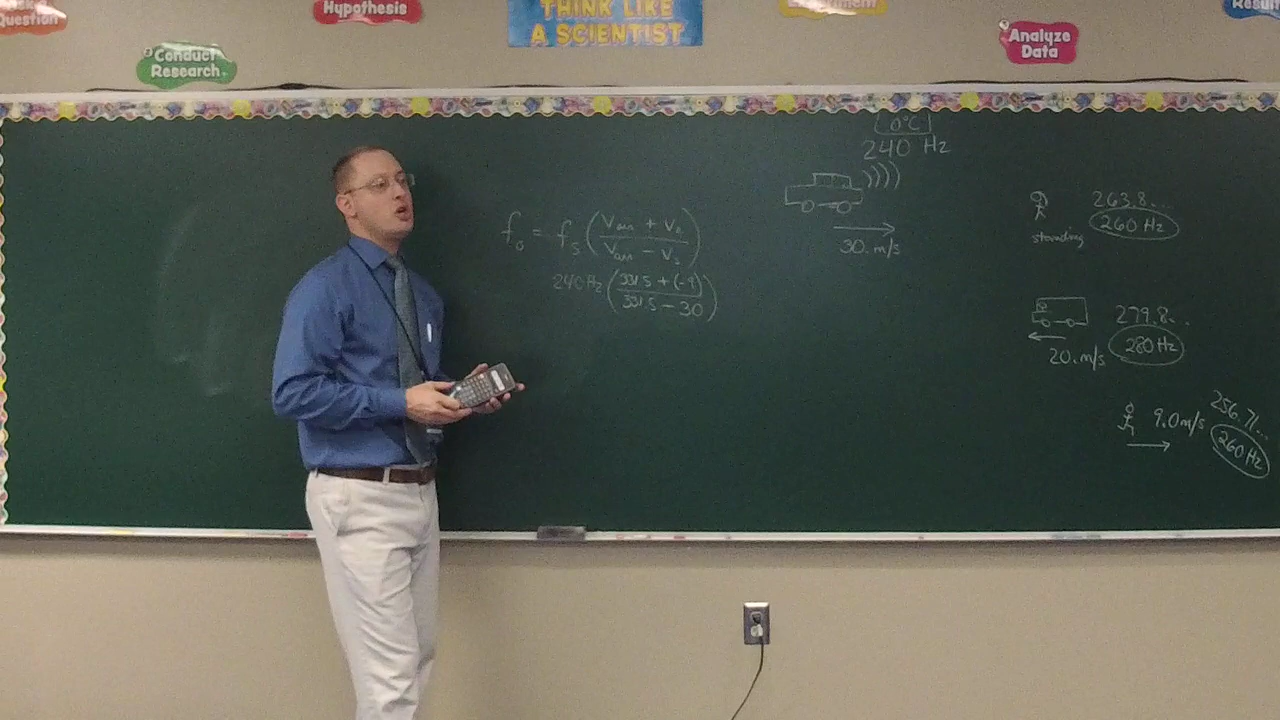 Question
Hypothesis
THINK LIKE
A SCIENTIST
Conduct
Research
Analyze
Data
Result
0°C
240 Hz
30. m/s
f₀ = fₛ (Vair + V₀ / Vair - Vₛ)
240 Hz (331.5 + (-9) / 331.5 - 30)
263.8...
260 Hz
standing
279.8...
280 Hz
20. m/s
256.71...
9.0 m/s
260 Hz